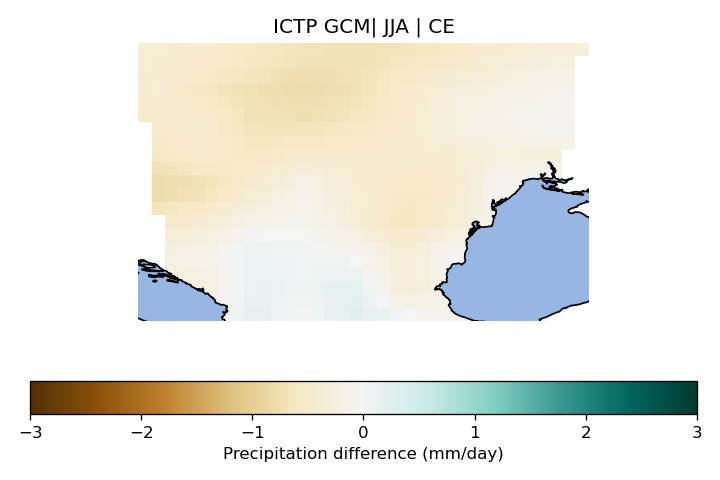 ICTP GCM| JJA | CE
−3 −2 −1 0 1 2 3
Precipitation difference (mm/day)